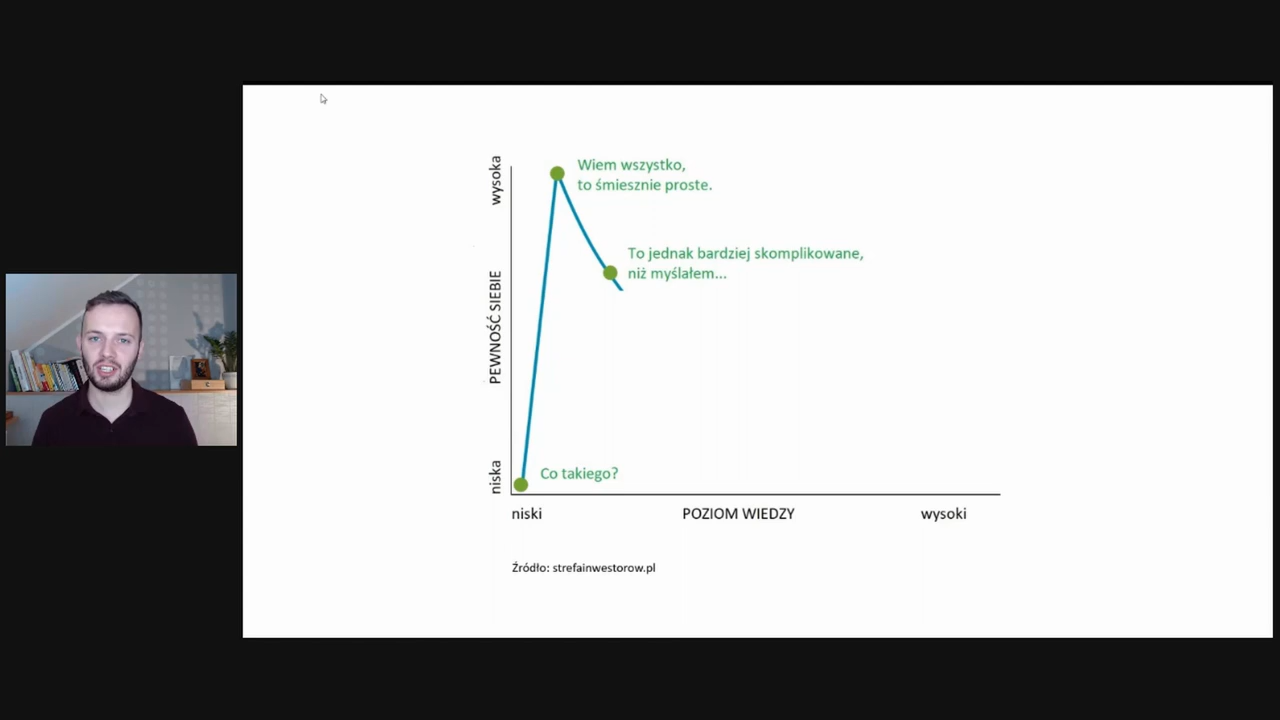 wysoka
Wiem wszystko,
to śmiesznie proste.
To jednak bardziej skomplikowane,
niż myślałem...
PEWNOŚĆ SIEBIE
Co takiego?
niska
niski
POZIOM WIEDZY
wysoki
Źródło: strefainwestorow.pl